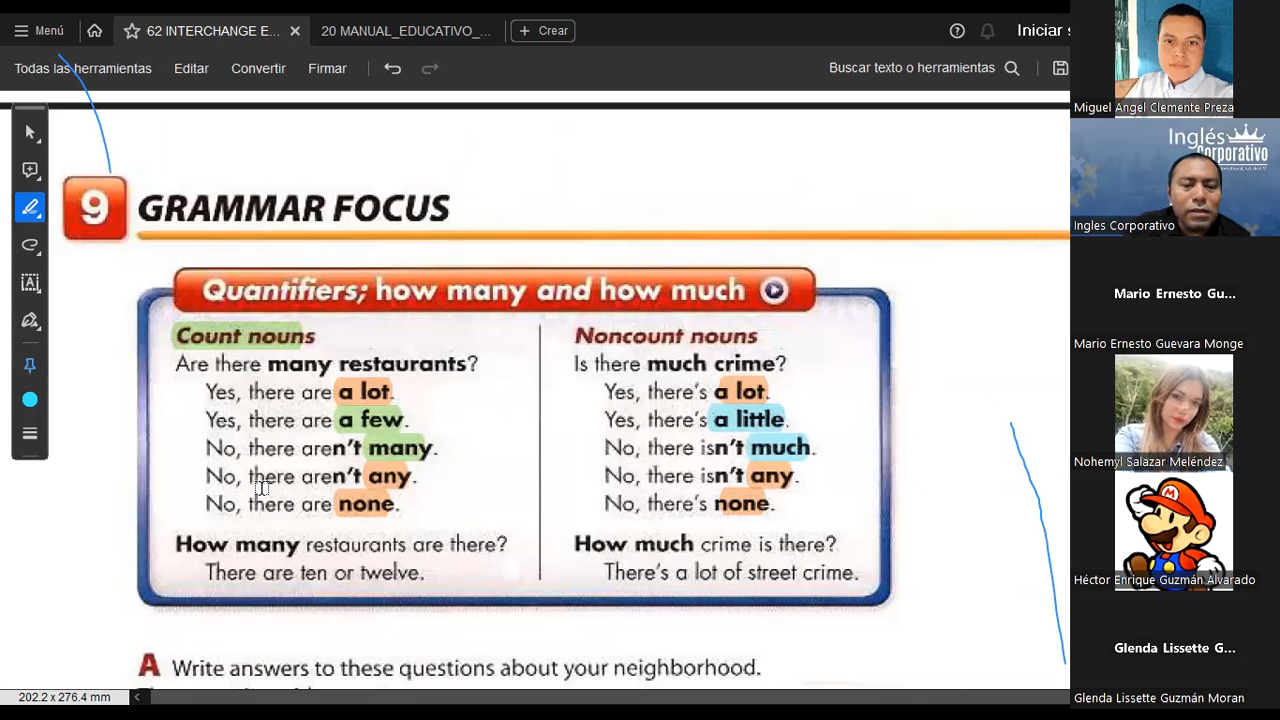 Menú
62 INTERCHANGE E...
20 MANUAL_EDUCATIVO_...
Crear
Iniciar s
Todas las herramientas
Editar
Convertir
Firmar
Buscar texto o herramientas
9 GRAMMAR FOCUS
Quantifiers; how many and how much
Count nouns
Are there many restaurants?
Yes, there are a lot.
Yes, there are a few.
No, there aren't many.
No, there aren't any.
No, there are none.
How many restaurants are there?
There are ten or twelve.
Noncount nouns
Is there much crime?
Yes, there's a lot.
Yes, there's a little.
No, there isn't much.
No, there isn't any.
No, there's none.
How much crime is there?
There's a lot of street crime.
A Write answers to these questions about your neighborhood.
202.2 x 276.4 mm
Miguel Angel Clemente Preza
Inglés
Corporativo
Ingles Corporativo
Mario Ernesto Gu...
Mario Ernesto Guevara Monge
Nohemyl Salazar Meléndez
Héctor Enrique Guzmán Alvarado
Glenda Lissette G...
Glenda Lissette Guzmán Moran